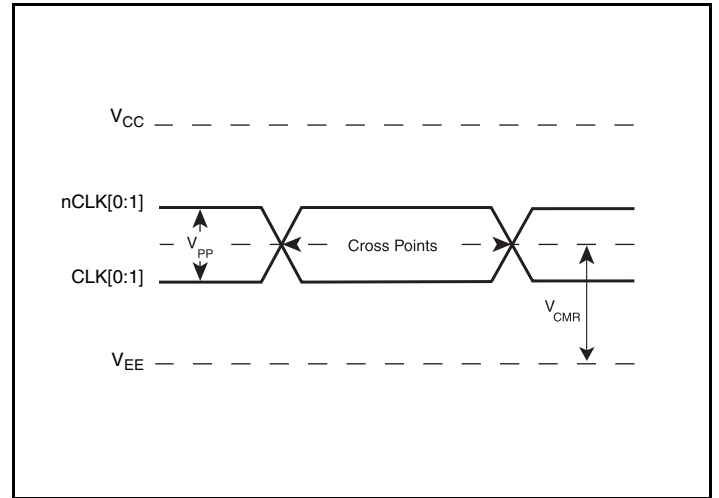 VCC
nCLK[0:1]
VPP
Cross Points
CLK[0:1]
VCMR
VEE